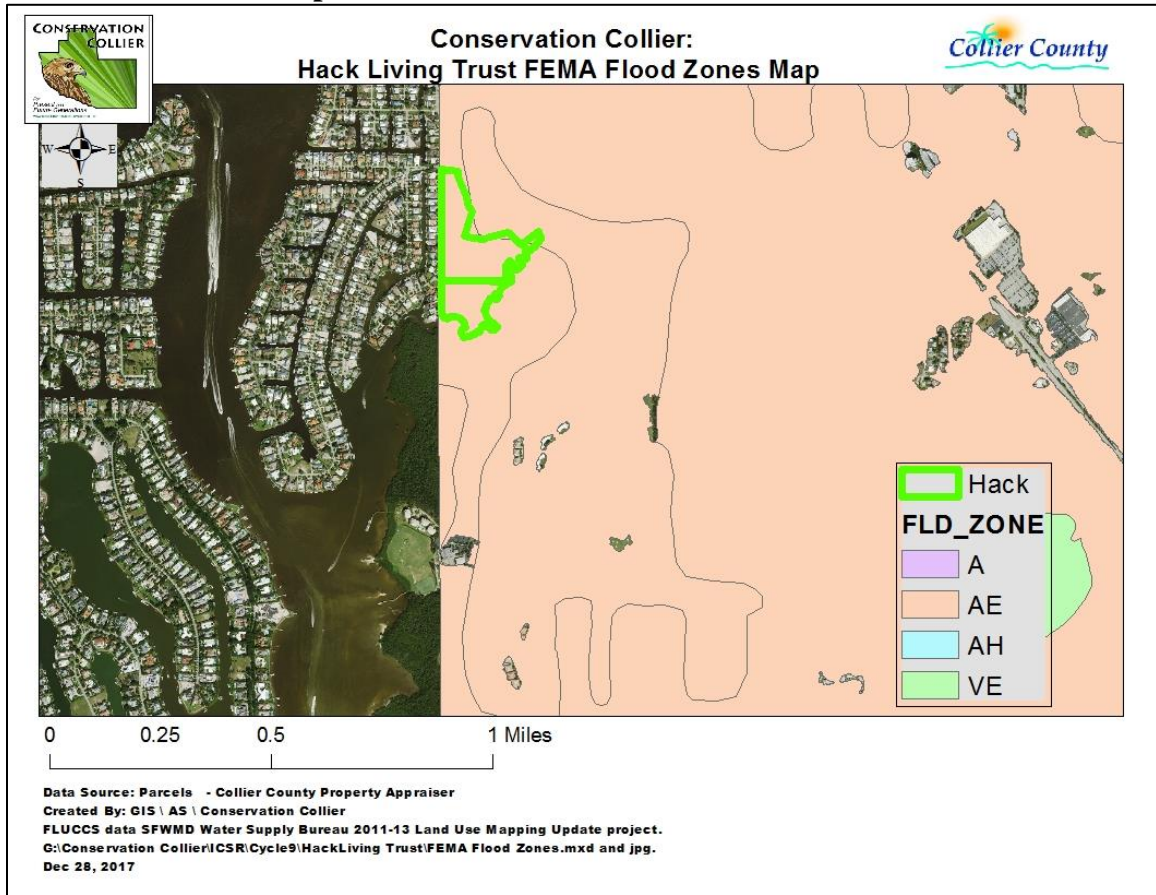 CONSERVATION
COLLIER
Conservation Collier:
Hack Living Trust FEMA Flood Zones Map
Collier County
W E
S
Hack
FLD_ZONE
A
AE
AH
VE
0 0.25 0.5 1 Miles
Data Source: Parcels - Collier County Property Appraiser
Created By: GIS \ AS \ Conservation Collier
FLUCCS data SFWMD Water Supply Bureau 2011-13 Land Use Mapping Update project.
G:\Conservation Collier\ICSR\Cycle9\HackLiving Trust\FEMA Flood Zones.mxd and jpg.
Dec 28, 2017